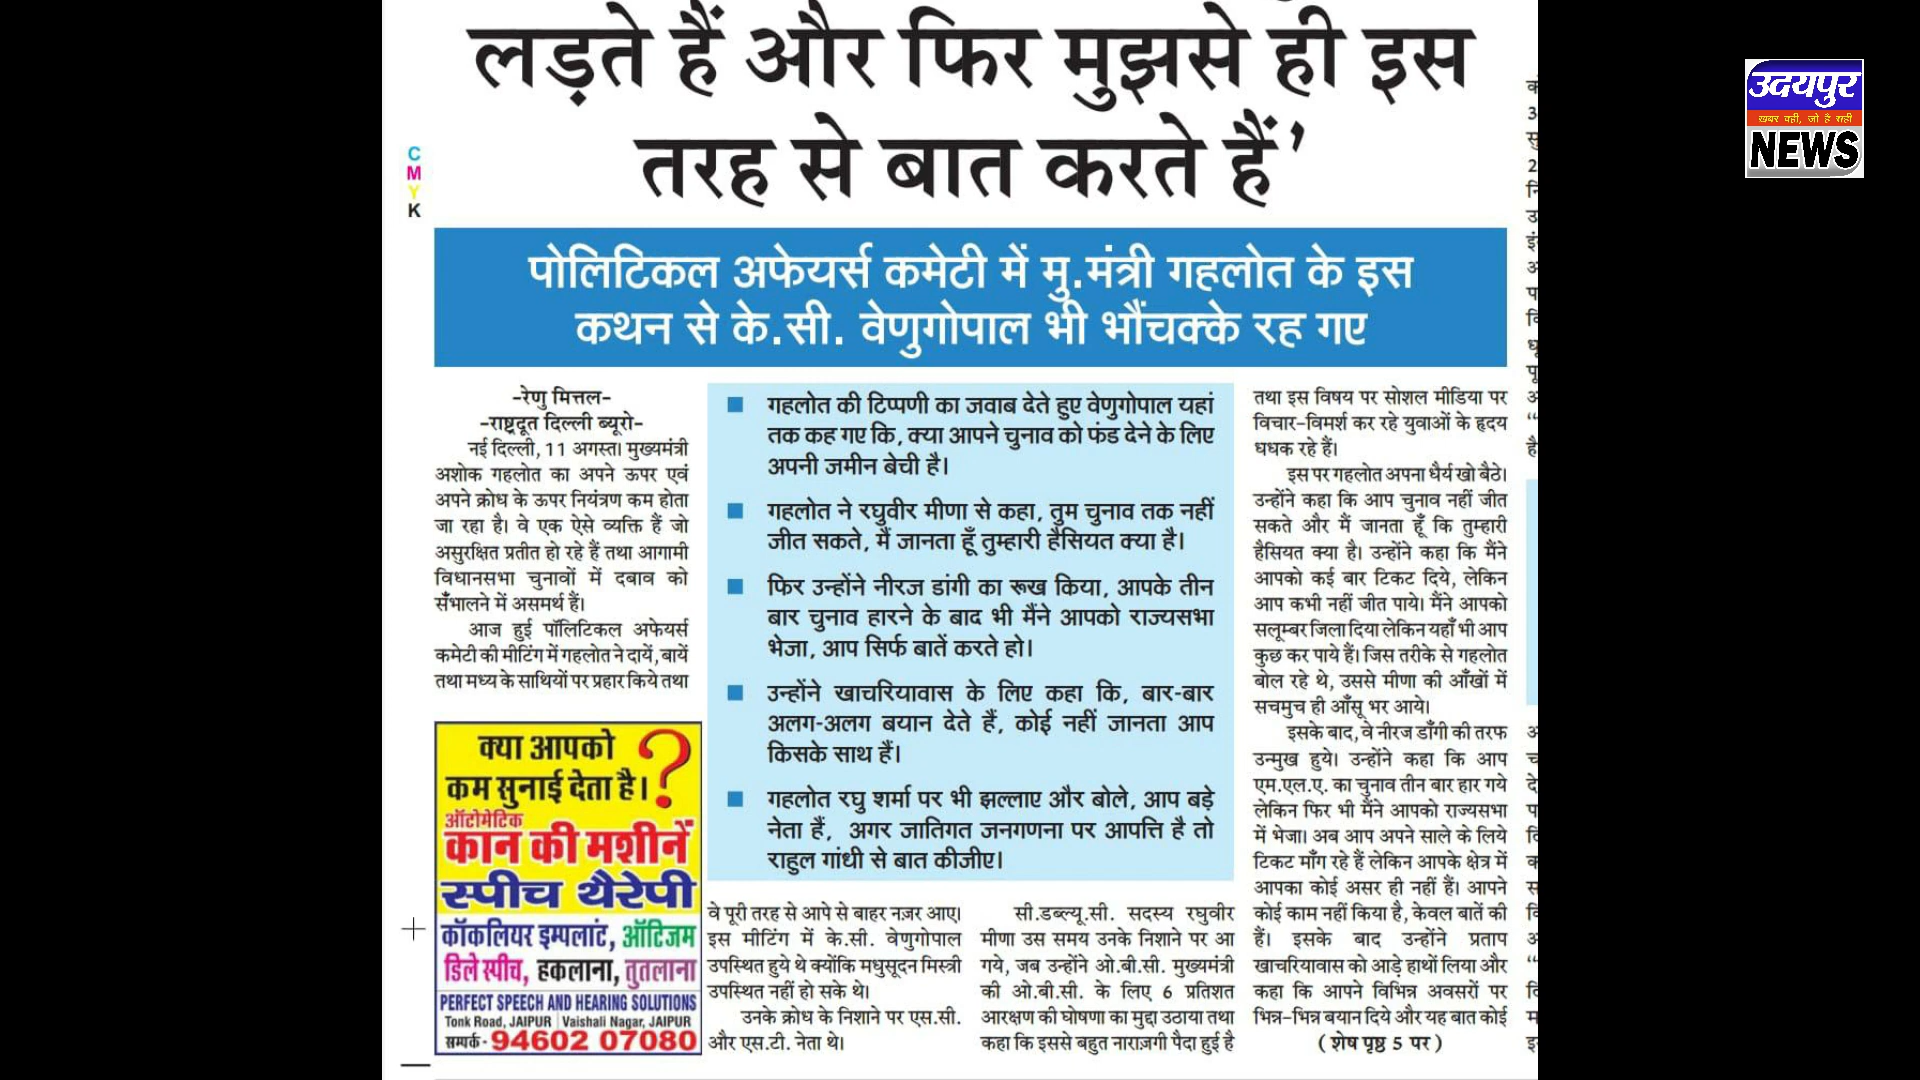 लड़ते हैं और फिर मुझसे ही इस
तरह से बात करते हैं’
उदयपुर
खबर वही, जो है सही
NEWS
C
M
Y
K
पोलिटिकल अफेयर्स कमेटी में मु.मंत्री गहलोत के इस
कथन से के.सी. वेणुगोपाल भी भौंचक्के रह गए
-रेणु मित्तल-
-राष्ट्रदूत दिल्ली ब्यूरो-
नई दिल्ली, 11 अगस्त। मुख्यमंत्री
अशोक गहलोत का अपने ऊपर एवं
अपने क्रोध के ऊपर नियंत्रण कम होता
जा रहा है। वे एक ऐसे व्यक्ति हैं जो
असुरक्षित प्रतीत हो रहे हैं तथा आगामी
विधानसभा चुनावों में दबाव को
सँभालने में असमर्थ हैं।
आज हुई पॉलिटिकल अफेयर्स
कमेटी की मीटिंग में गहलोत ने दायें, बायें
तथा मध्य के साथियों पर प्रहार किये तथा
गहलोत की टिप्पणी का जवाब देते हुए वेणुगोपाल यहां
तक कह गए कि, क्या आपने चुनाव को फंड देने के लिए
अपनी जमीन बेची है।
गहलोत ने रघुवीर मीणा से कहा, तुम चुनाव तक नहीं
जीत सकते, मैं जानता हूँ तुम्हारी हैसियत क्या है।
फिर उन्होंने नीरज डांगी का रूख किया, आपके तीन
बार चुनाव हारने के बाद भी मैंने आपको राज्यसभा
भेजा, आप सिर्फ बातें करते हो।
उन्होंने खाचरियावास के लिए कहा कि, बार-बार
अलग-अलग बयान देते हैं, कोई नहीं जानता आप
किसके साथ हैं।
गहलोत रघु शर्मा पर भी झल्लाए और बोले, आप बड़े
नेता हैं, अगर जातिगत जनगणना पर आपत्ति है तो
राहुल गांधी से बात कीजीए।
क्या आपको
कम सुनाई देता है। ?
ऑटोमेटिक
कान की मशीनें
स्पीच थैरेपी
कॉकलियर इम्पलांट, ऑटिजम
डिले स्पीच, हकलाना, तुतलाना
PERFECT SPEECH AND HEARING SOLUTIONS
Tonk Road, JAIPUR | Vaishali Nagar, JAIPUR
सम्पर्क - 94602 07080
वे पूरी तरह से आपे से बाहर नज़र आए।
इस मीटिंग में के.सी. वेणुगोपाल
उपस्थित हुये थे क्योंकि मधुसूदन मिस्त्री
उपस्थित नहीं हो सके थे।
उनके क्रोध के निशाने पर एस.सी.
और एस.टी. नेता थे।
सी.डब्ल्यू.सी. सदस्य रघुवीर
मीणा उस समय उनके निशाने पर आ
गये, जब उन्होंने ओ.बी.सी. मुख्यमंत्री
की ओ.बी.सी. के लिए 6 प्रतिशत
आरक्षण की घोषणा का मुद्दा उठाया तथा
कहा कि इससे बहुत नाराज़गी पैदा हुई है
तथा इस विषय पर सोशल मीडिया पर
विचार-विमर्श कर रहे युवाओं के हृदय
धधक रहे हैं।
इस पर गहलोत अपना धैर्य खो बैठे।
उन्होंने कहा कि आप चुनाव नहीं जीत
सकते और मैं जानता हूँ कि तुम्हारी
हैसियत क्या है। उन्होंने कहा कि मैंने
आपको कई बार टिकट दिये, लेकिन
आप कभी नहीं जीत पाये। मैंने आपको
सलूम्बर जिला दिया लेकिन यहाँ भी आप
कुछ कर पाये हैं। जिस तरीके से गहलोत
बोल रहे थे, उससे मीणा की आँखों में
सचमुच ही आँसू भर आये।
इसके बाद, वे नीरज डाँगी की तरफ
उन्मुख हुये। उन्होंने कहा कि आप
एम.एल.ए. का चुनाव तीन बार हार गये
लेकिन फिर भी मैंने आपको राज्यसभा
में भेजा। अब आप अपने साले के लिये
टिकट माँग रहे हैं लेकिन आपके क्षेत्र में
आपका कोई असर ही नहीं हैं। आपने
कोई काम नहीं किया है, केवल बातें की
हैं। इसके बाद उन्होंने प्रताप
खाचरियावास को आड़े हाथों लिया और
कहा कि आपने विभिन्न अवसरों पर
भिन्न-भिन्न बयान दिये और यह बात कोई
( शेष पृष्ठ 5 पर )